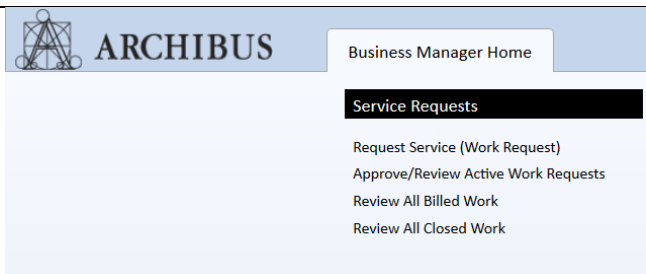 ARCHIBUS
Business Manager Home
Service Requests
Request Service (Work Request)
Approve/Review Active Work Requests
Review All Billed Work
Review All Closed Work